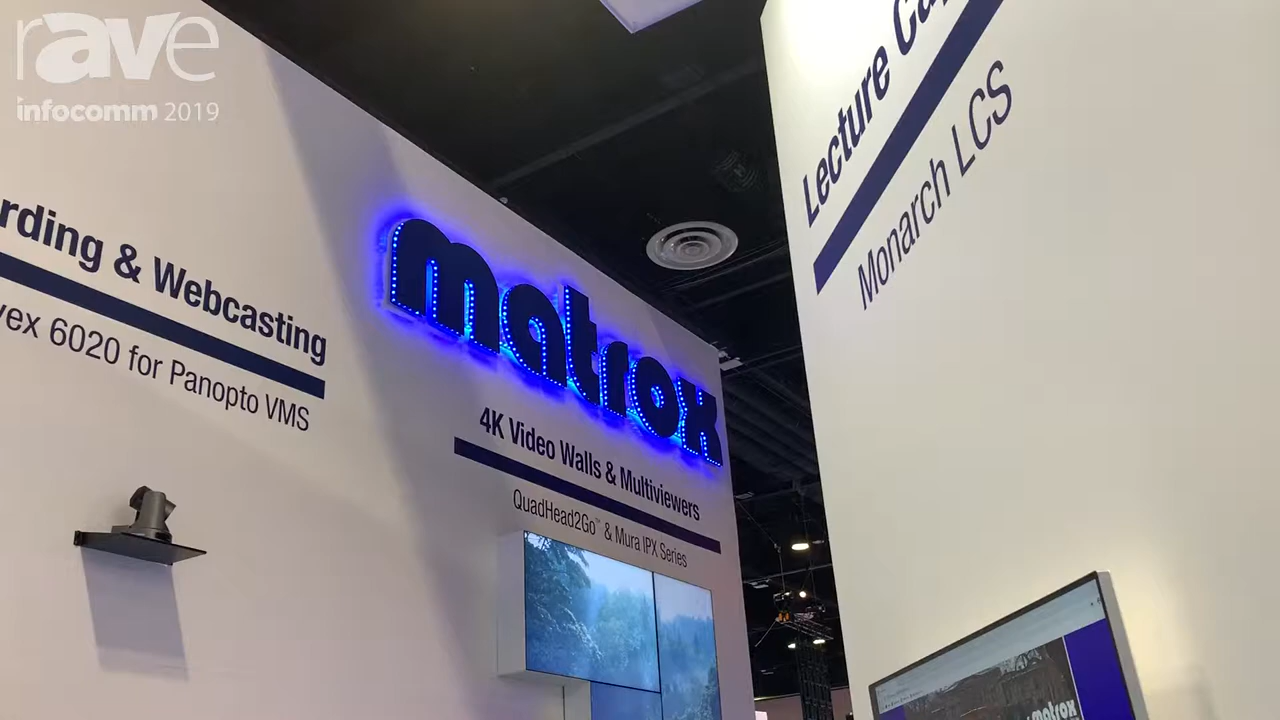 rAVe
infocomm 2019
rding & Webcasting
vex 6020 for Panopto VMS
matrox
4K Video Walls & Multiviewers
QuadHead2Go™ & Mura IPX Series
Lecture Ca
Monarch LCS
matrox